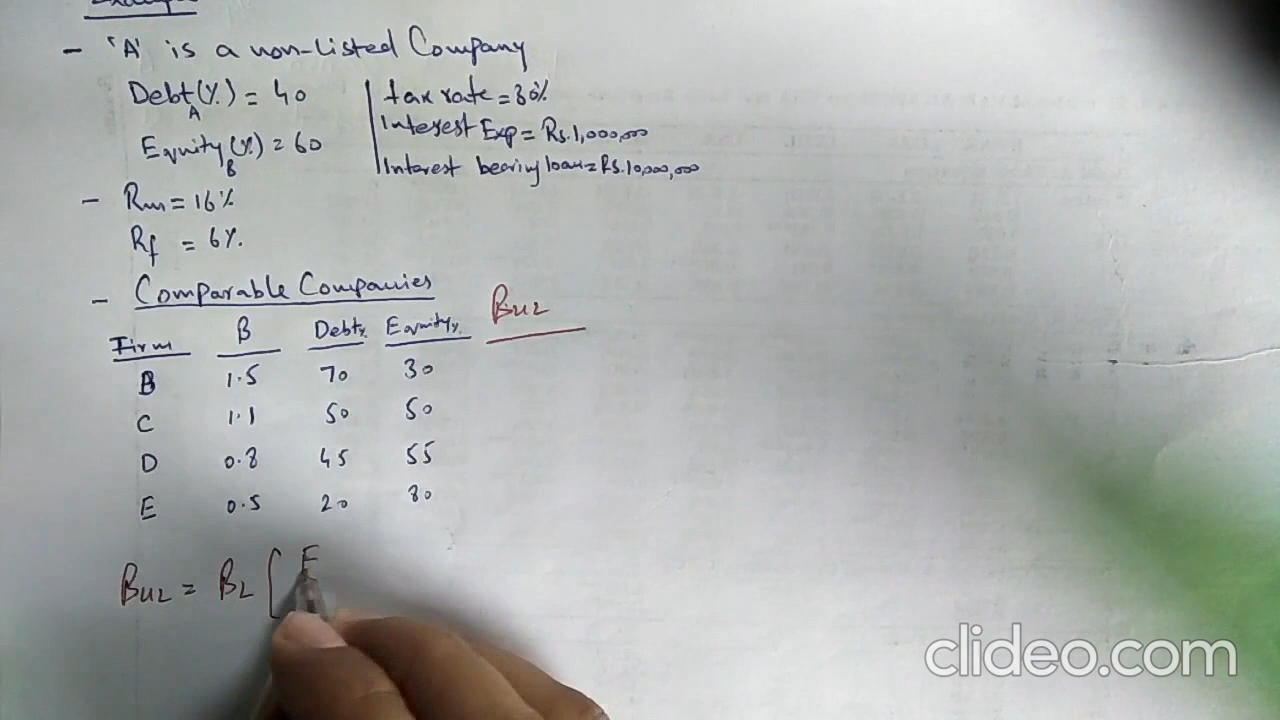 Example
- 'A' is a non-Listed Company
Debt(%) = 40
A
Equity(%) = 60
B
tax rate = 30%
Interest Exp = Rs.1,000,000
Interest bearing loan = Rs.10,000,000
- Rm = 16%
Rf = 6%
- Comparable Companies
Firm B Debt% Equity% BUL
B 1.5 70 30
C 1.1 50 50
D 0.8 45 55
E 0.5 20 80
BUL = BL [ E
clideo.com